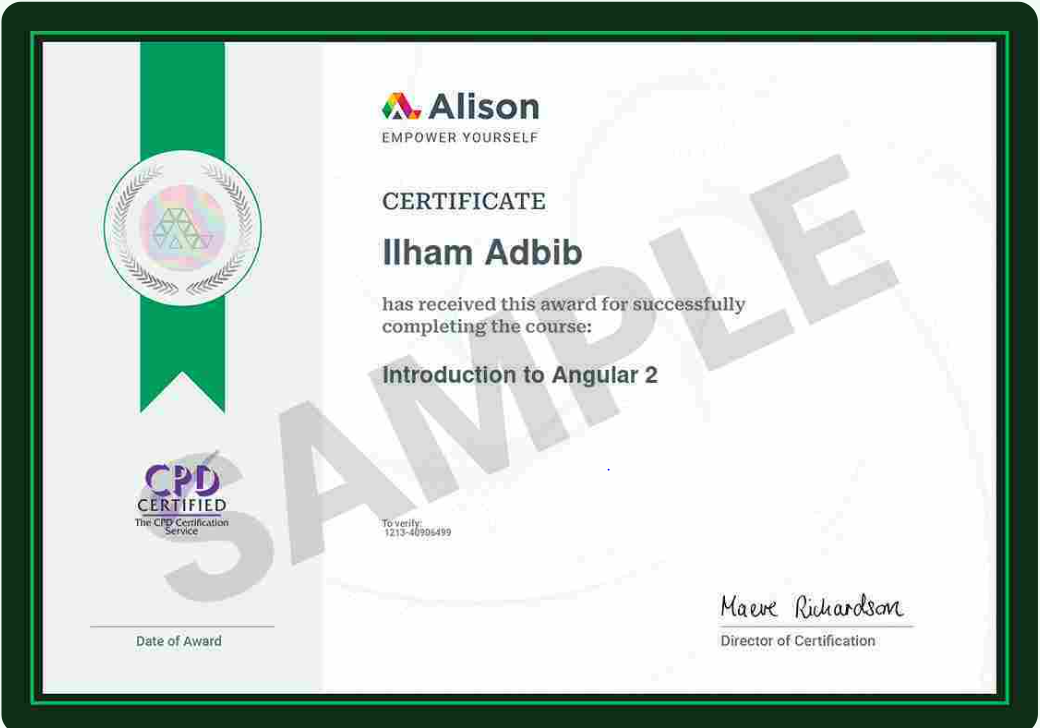 Alison
EMPOWER YOURSELF
CERTIFICATE
Ilham Adbib
has received this award for successfully
completing the course:
Introduction to Angular 2
SAMPLE
CPD
CERTIFIED
The CPD Certification
Service
To verify:
1213-40906499
Maeve Richardson
Date of Award
Director of Certification